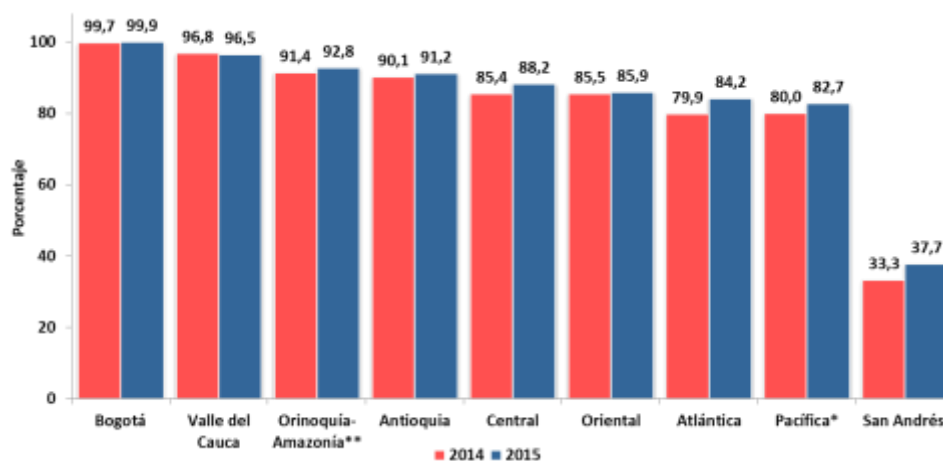 99,7 99,9
96,8 96,5
91,4 92,8
90,1 91,2
85,4 88,2
85,5 85,9
79,9 84,2
80,0 82,7
33,3 37,7
100
80
60
40
20
0
Porcentaje
Bogotá
Valle del
Cauca
Orinoquía-
Amazonía**
Antioquia
Central
Oriental
Atlántica
Pacífica*
San Andrés
2014 2015